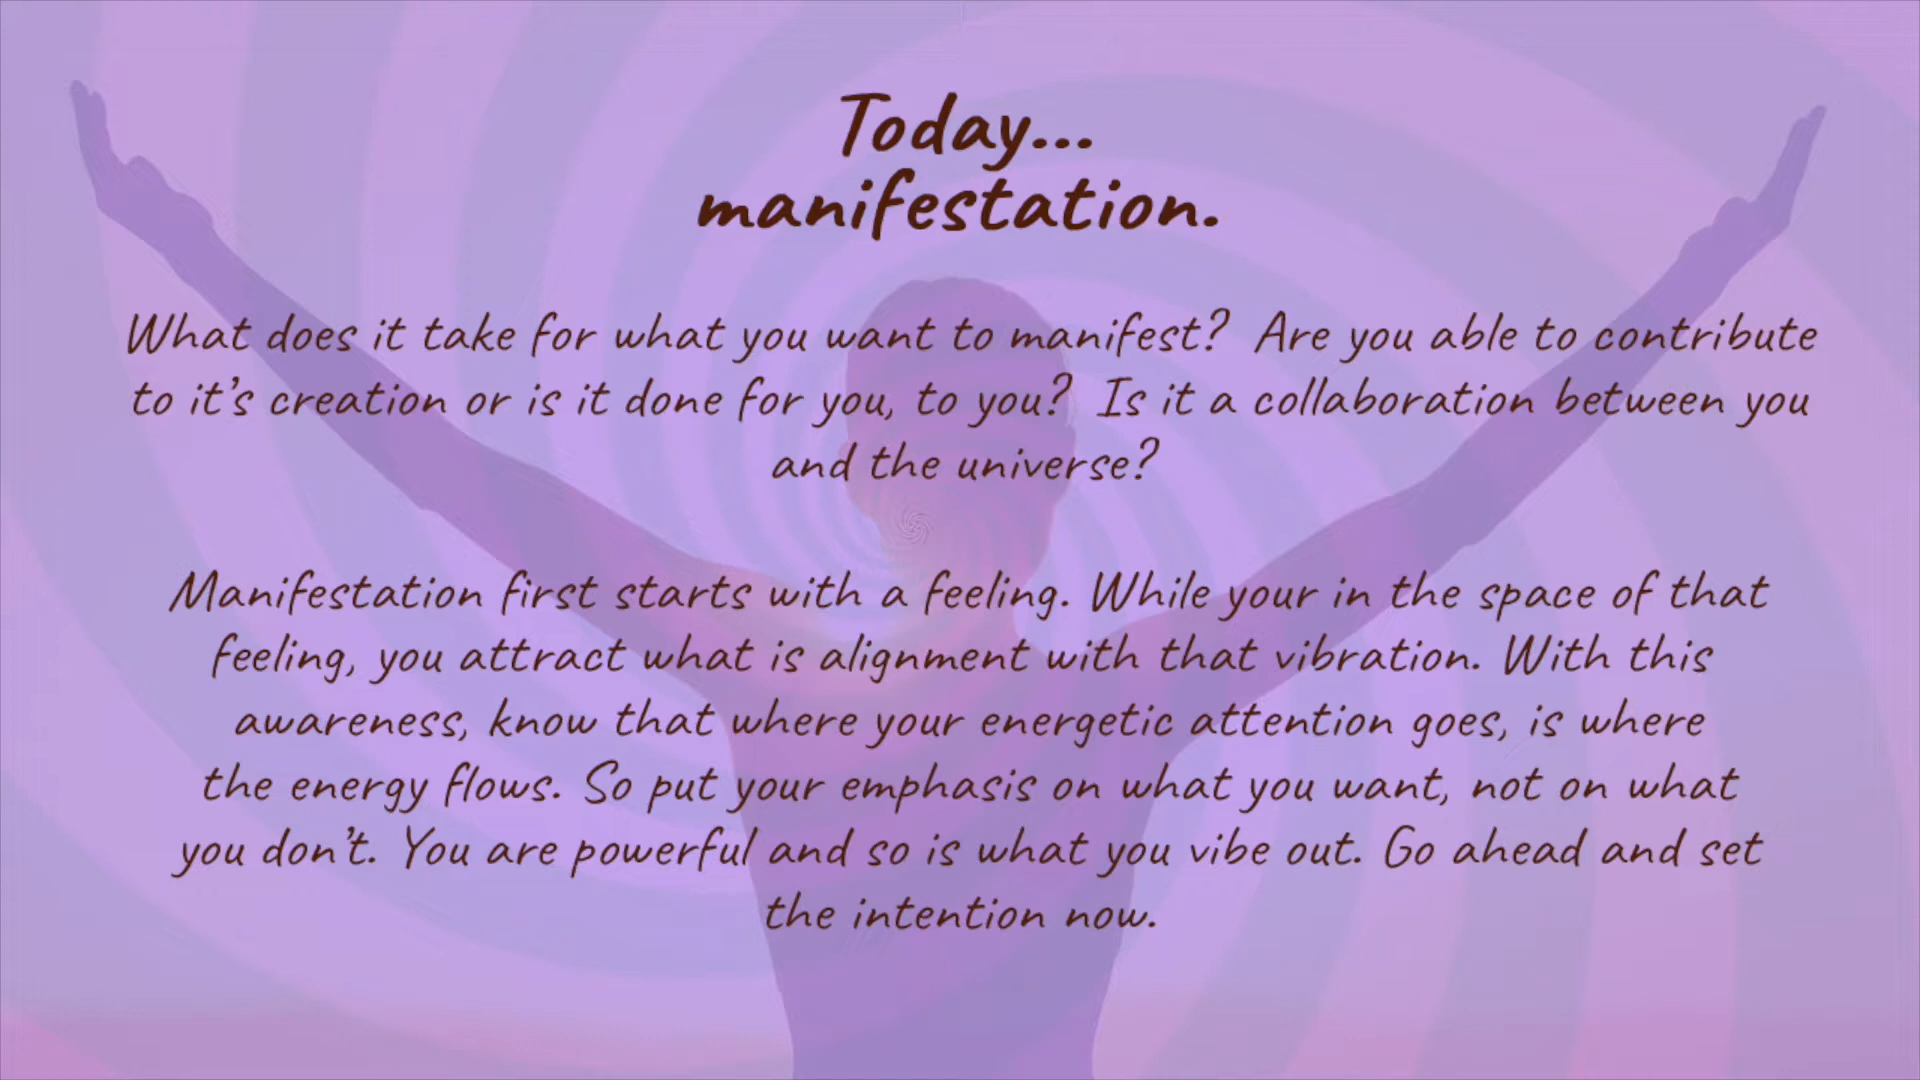 Today...
manifestation.
What does it take for what you want to manifest?  Are you able to contribute
to it’s creation or is it done for you, to you?  Is it a collaboration between you
and the universe?
Manifestation first starts with a feeling. While your in the space of that
feeling, you attract what is alignment with that vibration. With this
awareness, know that where your energetic attention goes, is where
the energy flows. So put your emphasis on what you want, not on what
you don’t. You are powerful and so is what you vibe out. Go ahead and set
the intention now.